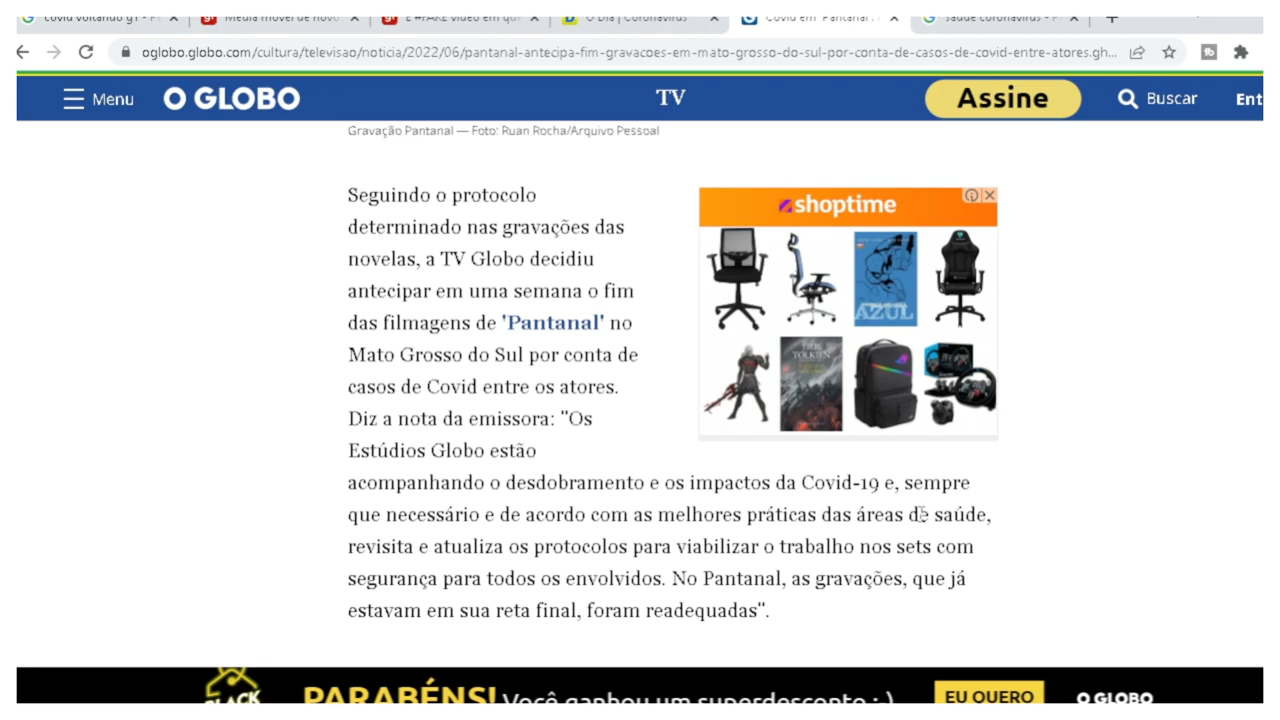 covid voltando g1 - P
Média móvel de novo
É #FAKE vídeo em que
O Dia | Coronavírus
Covid em 'Pantanal':
saude coronavirus - P
oglobo.globo.com/cultura/televisao/noticia/2022/06/pantanal-antecipa-fim-gravacoes-em-mato-grosso-do-sul-por-conta-de-casos-de-covid-entre-atores.gh...
Menu O GLOBO TV Assine Buscar Ent
Gravação Pantanal — Foto: Ruan Rocha/Arquivo Pessoal
Seguindo o protocolo
determinado nas gravações das
novelas, a TV Globo decidiu
antecipar em uma semana o fim
das filmagens de 'Pantanal' no
Mato Grosso do Sul por conta de
casos de Covid entre os atores.
Diz a nota da emissora: "Os
Estúdios Globo estão
acompanhando o desdobramento e os impactos da Covid-19 e, sempre
que necessário e de acordo com as melhores práticas das áreas de saúde,
revisita e atualiza os protocolos para viabilizar o trabalho nos sets com
segurança para todos os envolvidos. No Pantanal, as gravações, que já
estavam em sua reta final, foram readequadas".
shoptime
AZUL
TOLKIEN
BLACK
PARABÉNS! Você ganhou um superdesconto :-) EU QUERO O GLOBO